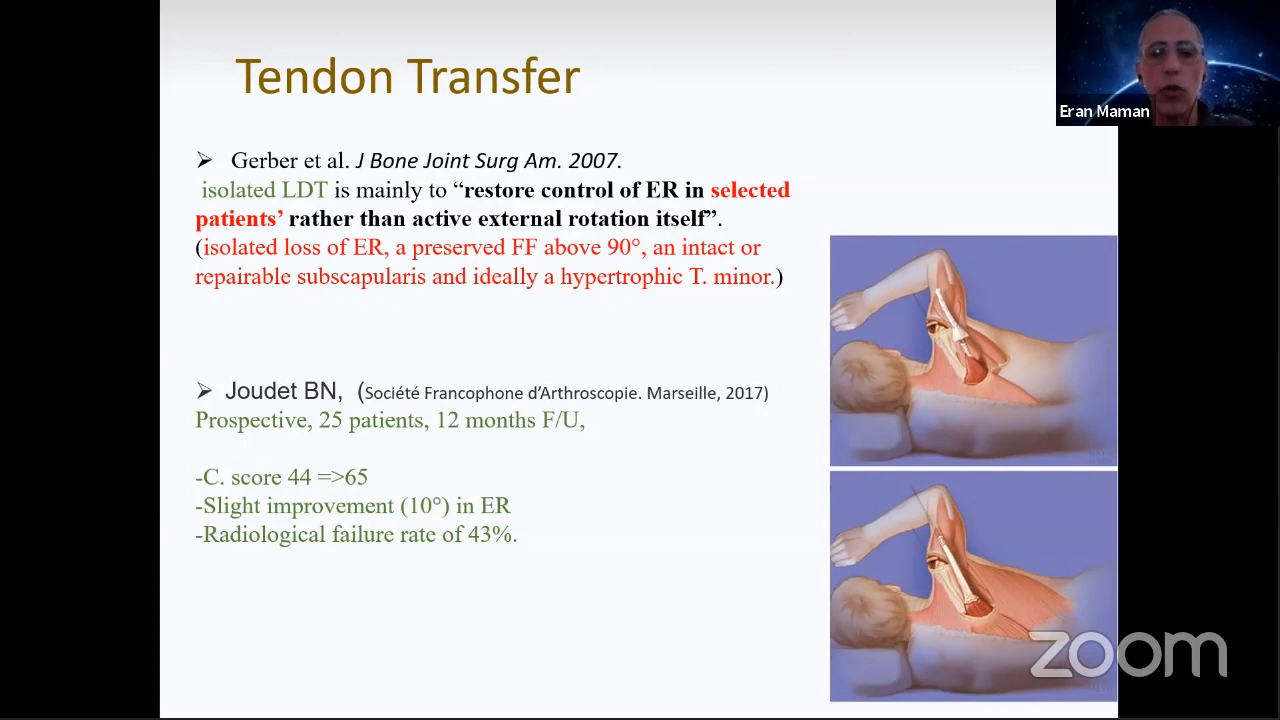 Tendon Transfer
Eran Maman
➢ Gerber et al. J Bone Joint Surg Am. 2007.
isolated LDT is mainly to “restore control of ER in selected
patients’ rather than active external rotation itself”.
(isolated loss of ER, a preserved FF above 90°, an intact or
repairable subscapularis and ideally a hypertrophic T. minor.)
➢ Joudet BN, (Société Francophone d’Arthroscopie. Marseille, 2017)
Prospective, 25 patients, 12 months F/U,
-C. score 44 =>65
-Slight improvement (10°) in ER
-Radiological failure rate of 43%.
zoom